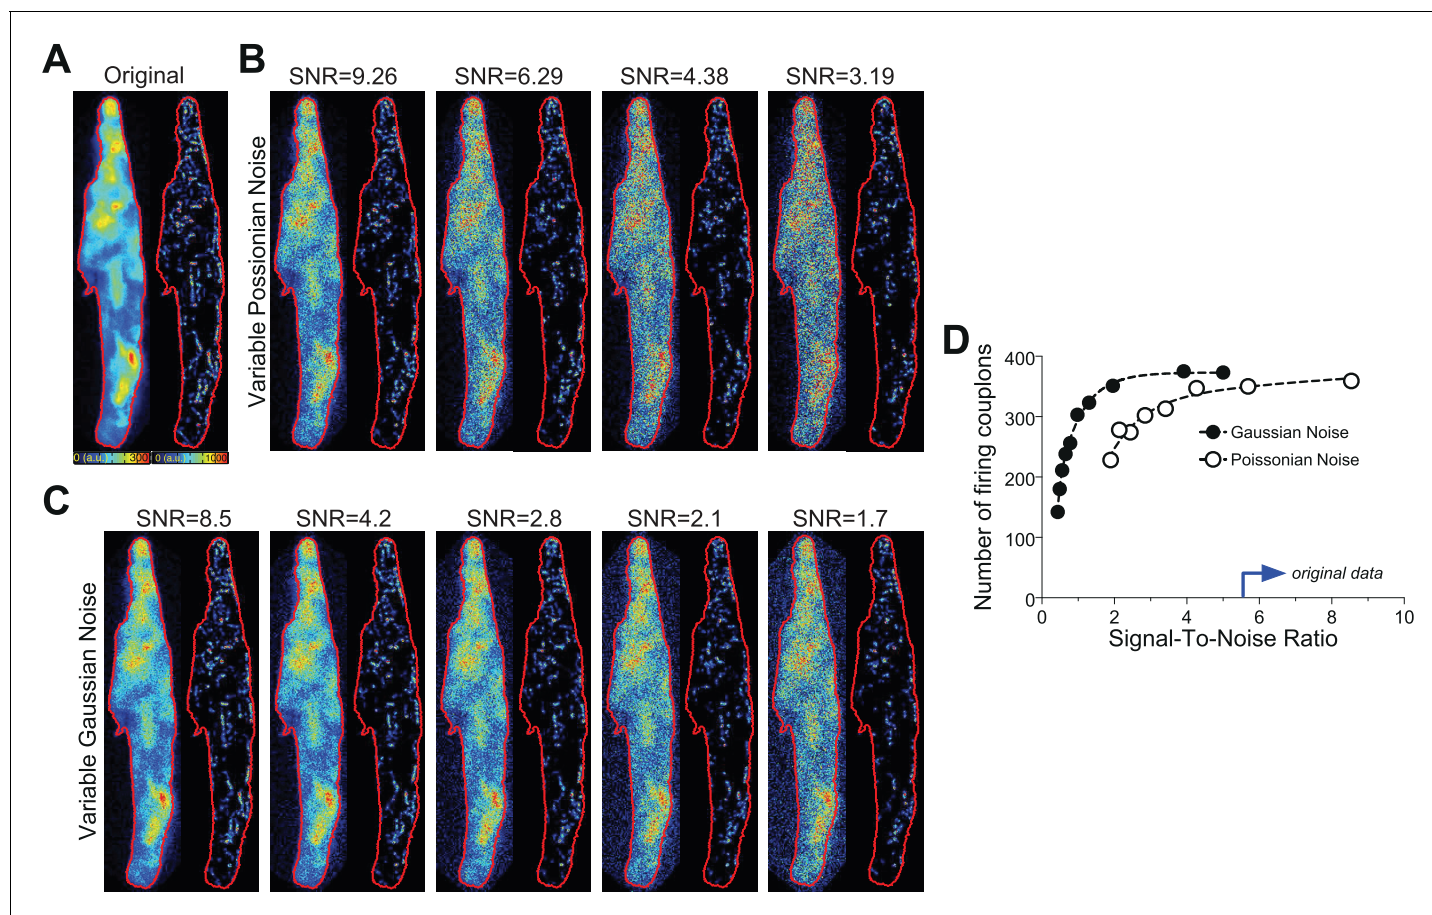 A
Original
0 (a.u.) 300
0 (a.u.) 1000
B
SNR=9.26
SNR=6.29
SNR=4.38
SNR=3.19
Variable Possionian Noise
C
SNR=8.5
SNR=4.2
SNR=2.8
SNR=2.1
SNR=1.7
Variable Gaussian Noise
D
Number of firing couplons
400
300
200
100
0
Gaussian Noise
Poissonian Noise
original data
0 2 4 6 8 10
Signal-To-Noise Ratio